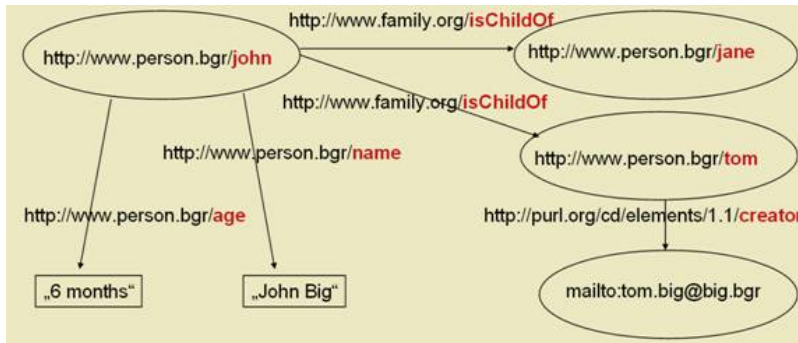 http://www.family.org/isChildOf
http://www.person.bgr/john
http://www.person.bgr/jane
http://www.family.org/isChildOf
http://www.person.bgr/name
http://www.person.bgr/tom
http://www.person.bgr/age
http://purl.org/cd/elements/1.1/creator
„6 months“
„John Big“
mailto:tom.big@big.bgr